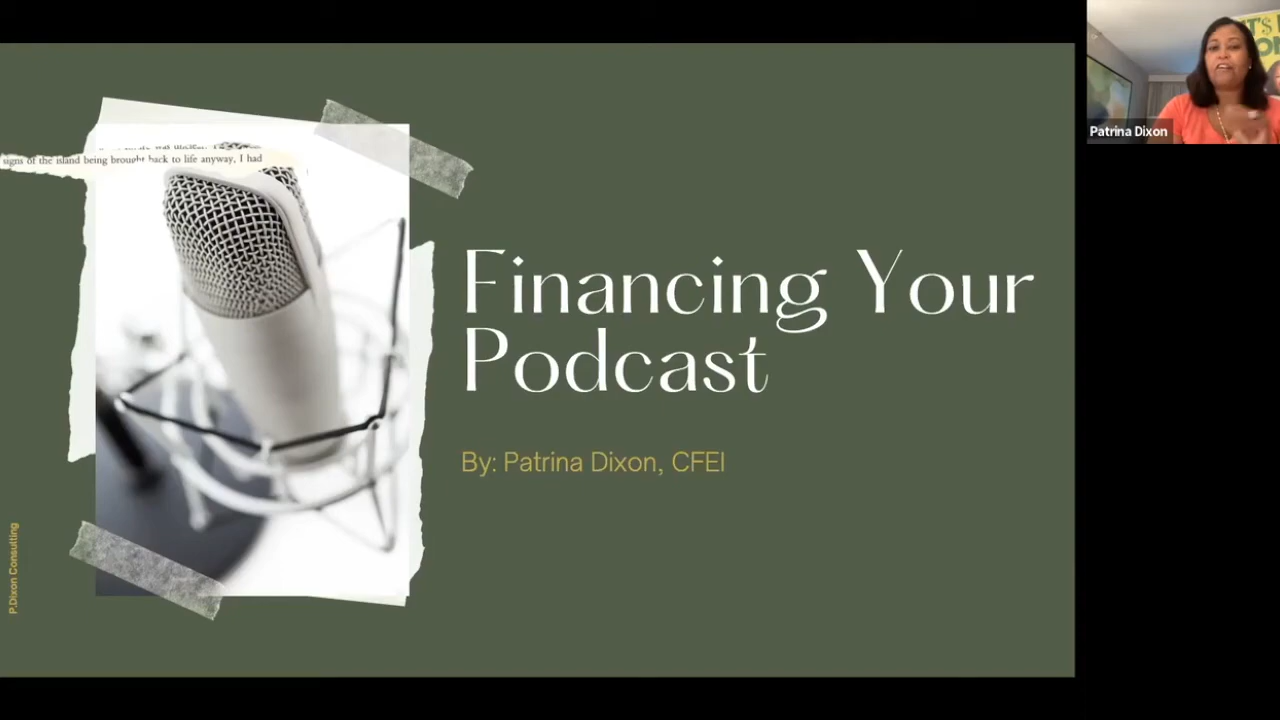 signs of the island being brought back to life anyway, I had
Financing Your
Podcast
By: Patrina Dixon, CFEI
P.Dixon Consulting
Patrina Dixon